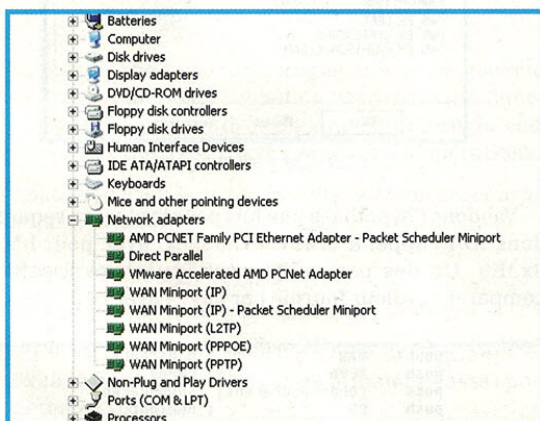 Batteries
Computer
Disk drives
Display adapters
DVD/CD-ROM drives
Floppy disk controllers
Floppy disk drives
Human Interface Devices
IDE ATA/ATAPI controllers
Keyboards
Mice and other pointing devices
Network adapters
AMD PCNET Family PCI Ethernet Adapter - Packet Scheduler Miniport
Direct Parallel
VMware Accelerated AMD PCNet Adapter
WAN Miniport (IP)
WAN Miniport (IP) - Packet Scheduler Miniport
WAN Miniport (L2TP)
WAN Miniport (PPPOE)
WAN Miniport (PPTP)
Non-Plug and Play Drivers
Ports (COM & LPT)
Processors